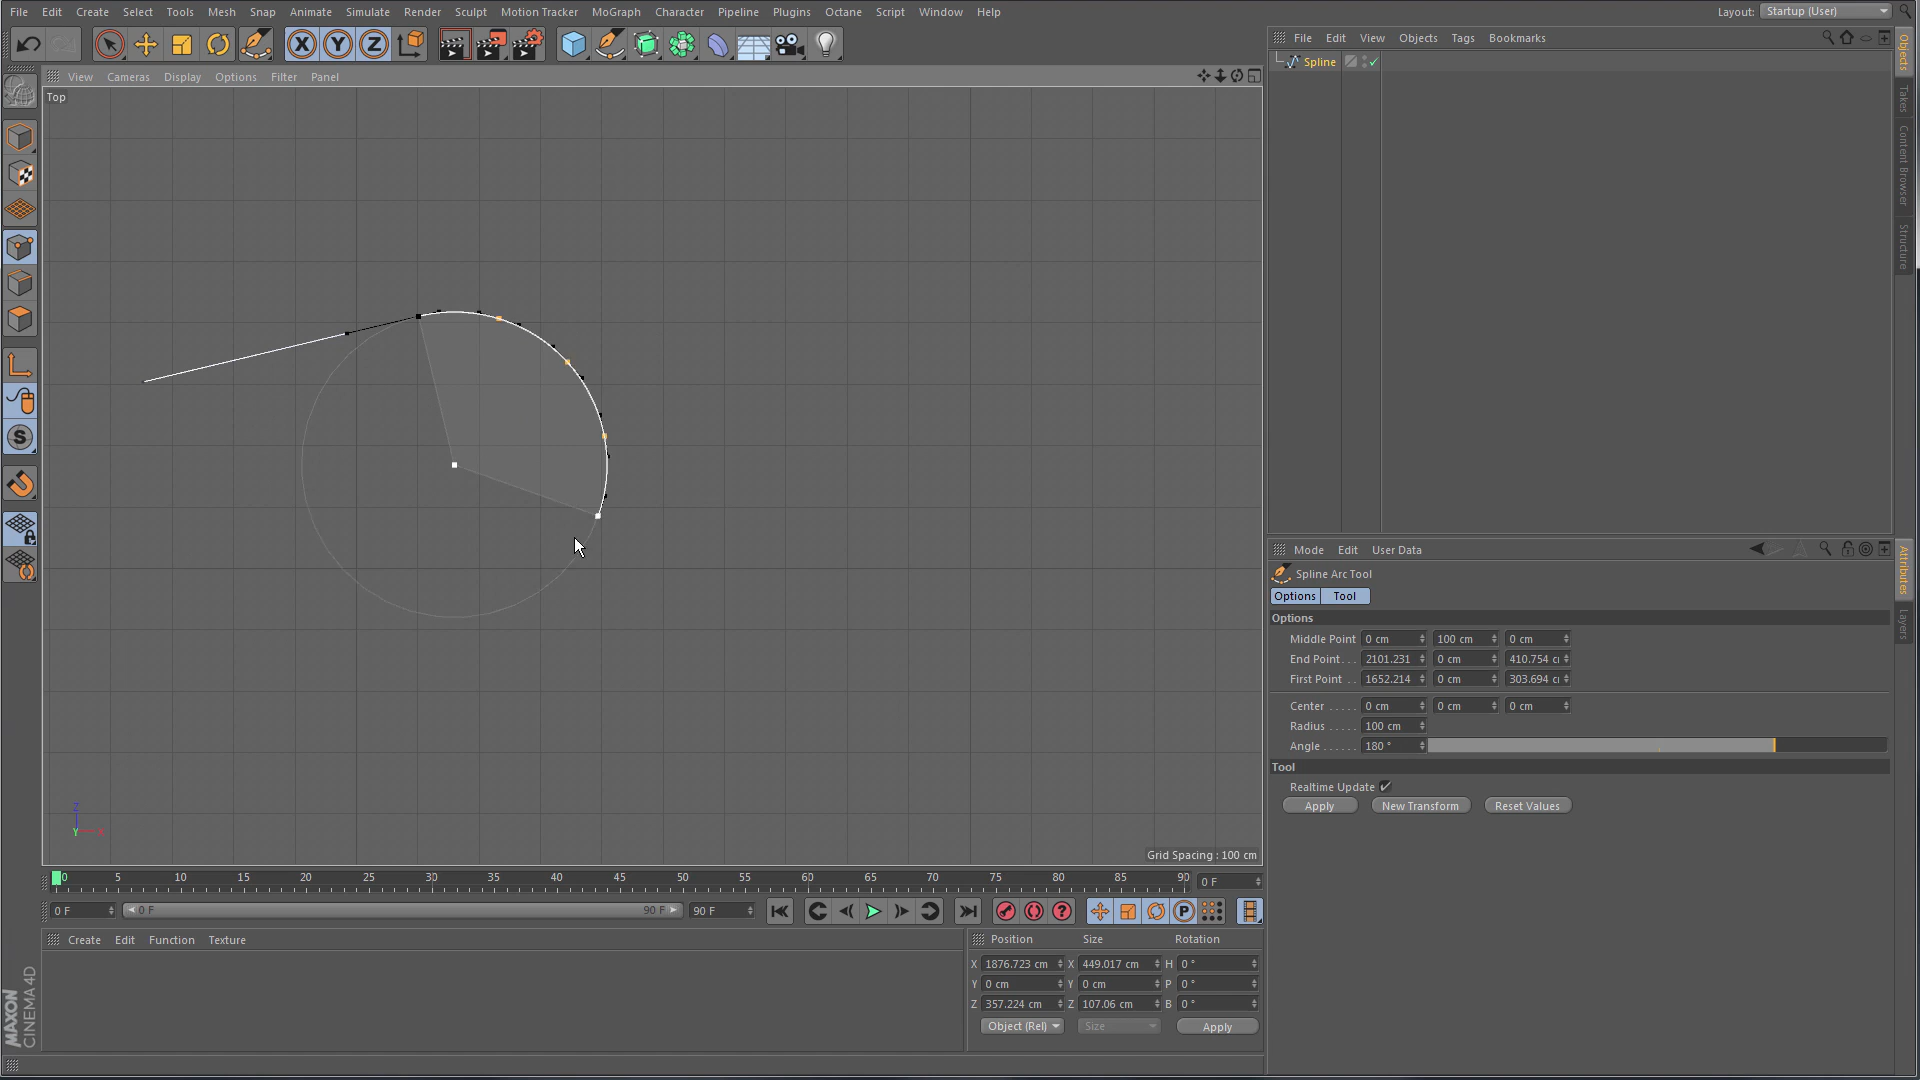 File Edit Create Select Tools Mesh Snap Animate Simulate Render Sculpt Motion Tracker MoGraph Character Pipeline Plugins Octane Script Window Help
Layout: Startup (User)
X Y Z
View Cameras Display Options Filter Panel
Top
Z
Y X
Grid Spacing : 100 cm
0 5 10 15 20 25 30 35 40 45 50 55 60 65 70 75 80 85 90
0 F
0 F
0 F 90 F
90 F
Create Edit Function Texture
MAXON
CINEMA 4D
Position Size Rotation
X 1876.723 cm X 449.017 cm H 0 °
Y 0 cm Y 0 cm P 0 °
Z 357.224 cm Z 107.06 cm B 0 °
Object (Rel) Size Apply
File Edit View Objects Tags Bookmarks
Spline
Objects
Takes
Content Browser
Structure
Mode Edit User Data
Spline Arc Tool
Options Tool
Options
Middle Point 0 cm 100 cm 0 cm
End Point. . . 2101.231 0 cm 410.754 c
First Point . . 1652.214 0 cm 303.694 c
Center . . . . . 0 cm 0 cm 0 cm
Radius . . . . . 100 cm
Angle . . . . . . 180 °
Tool
Realtime Update
Apply New Transform Reset Values
Attributes
Layers